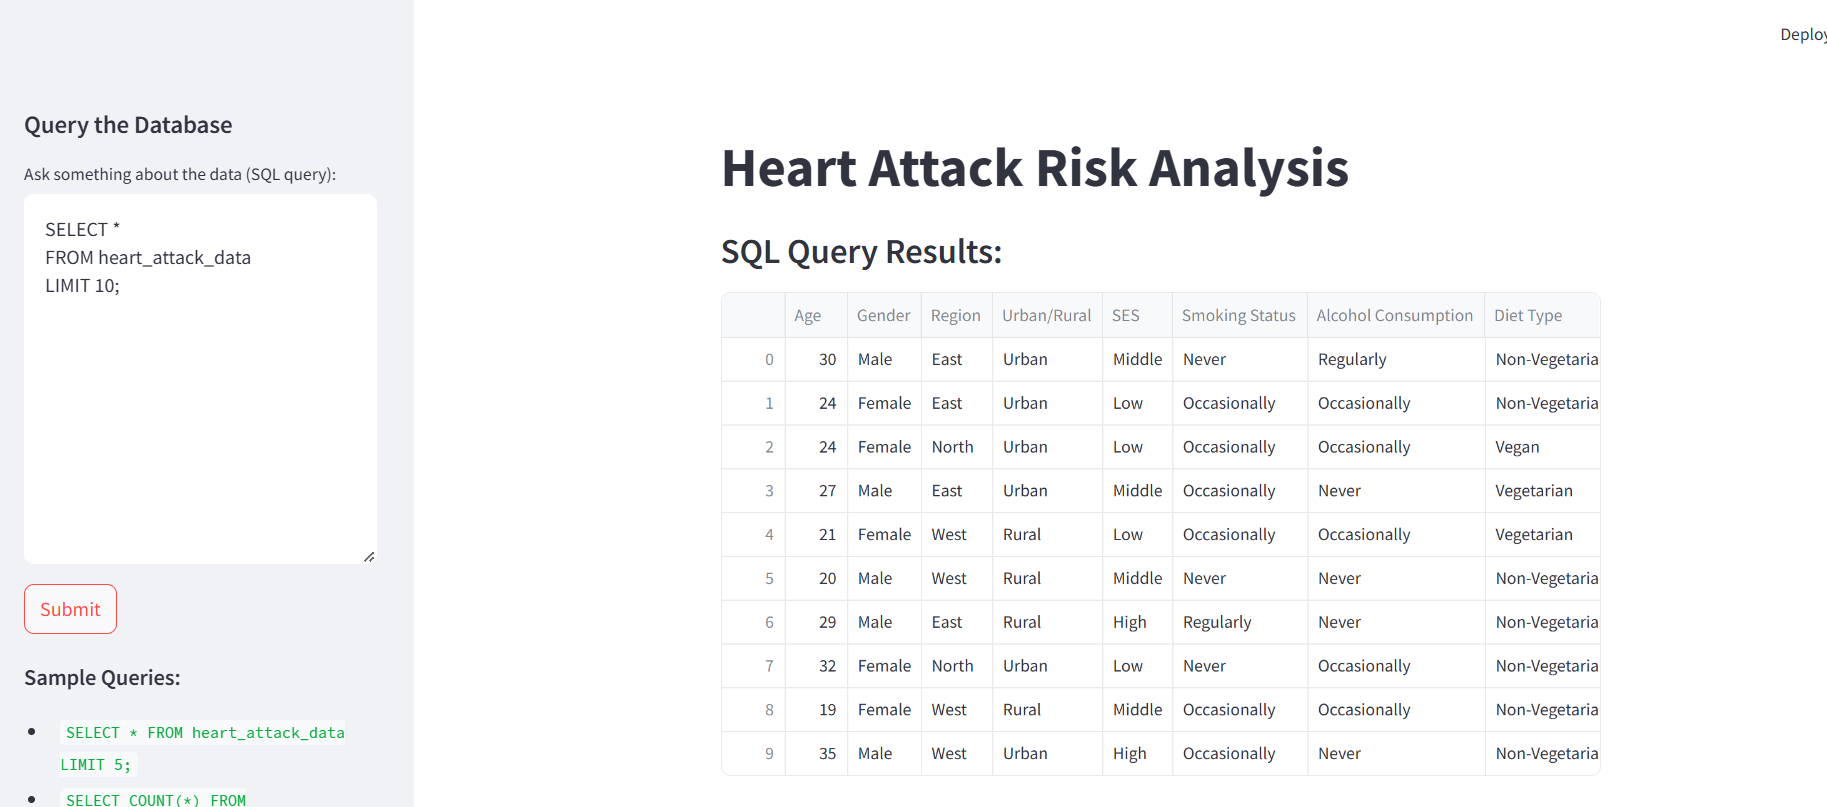 Deploy
Query the Database
Ask something about the data (SQL query):
SELECT *
FROM heart_attack_data
LIMIT 10;
Submit
Sample Queries:
SELECT * FROM heart_attack_data
LIMIT 5;
SELECT COUNT(*) FROM
Heart Attack Risk Analysis
SQL Query Results:
Age Gender Region Urban/Rural SES Smoking Status Alcohol Consumption Diet Type
0 30 Male East Urban Middle Never Regularly Non-Vegetaria
1 24 Female East Urban Low Occasionally Occasionally Non-Vegetaria
2 24 Female North Urban Low Occasionally Occasionally Vegan
3 27 Male East Urban Middle Occasionally Never Vegetarian
4 21 Female West Rural Low Occasionally Occasionally Vegetarian
5 20 Male West Rural Middle Never Never Non-Vegetaria
6 29 Male East Rural High Regularly Never Non-Vegetaria
7 32 Female North Urban Low Never Occasionally Non-Vegetaria
8 19 Female West Rural Middle Occasionally Occasionally Non-Vegetaria
9 35 Male West Urban High Occasionally Never Non-Vegetaria